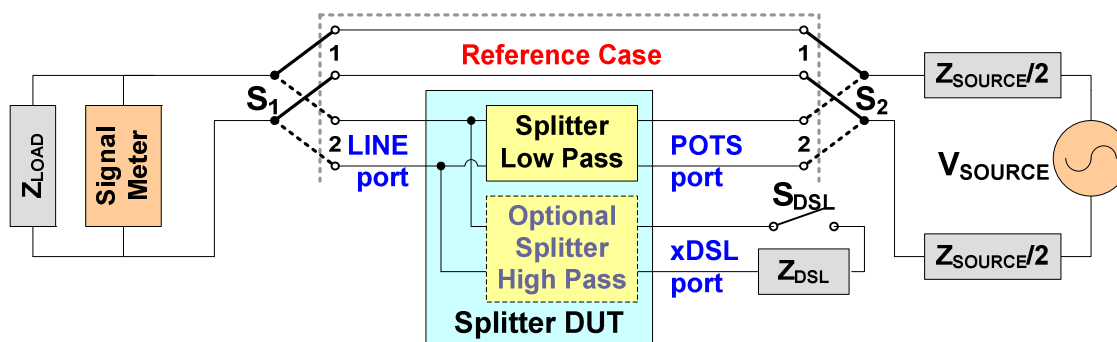 1
1
Reference Case
S1
S2
ZLOAD
Signal
Meter
2
2
LINE
port
Splitter
Low Pass
POTS
port
Optional
Splitter
High Pass
SDSL
xDSL
port
ZDSL
Splitter DUT
ZSOURCE/2
VSOURCE
ZSOURCE/2